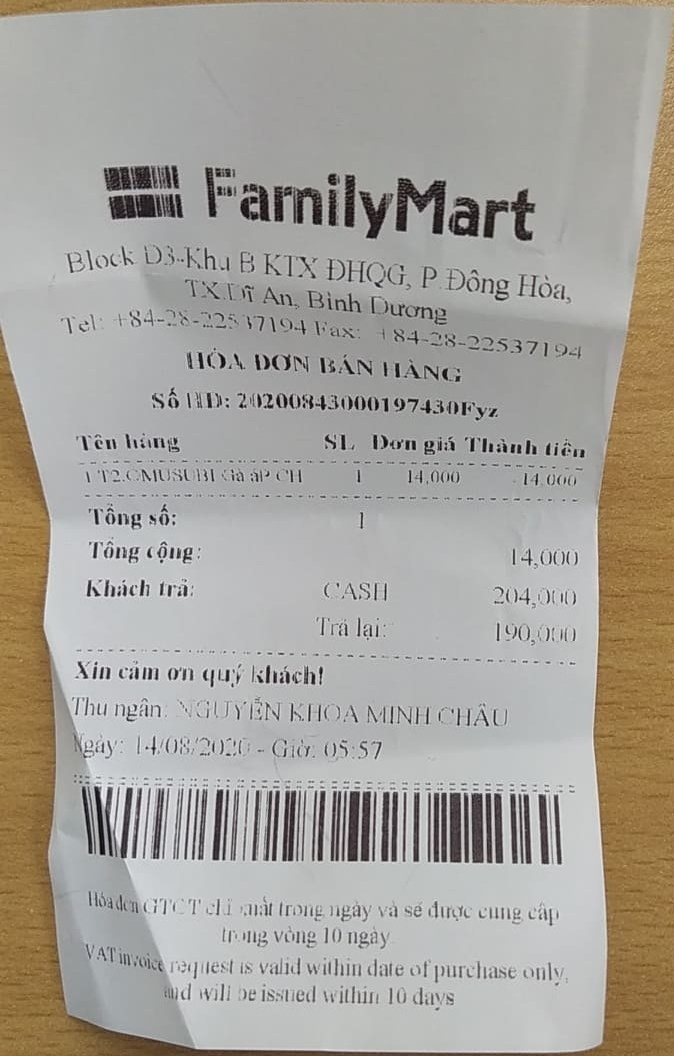 FamilyMart
Block D3-Khu B KTX ĐHQG, P.Đông Hòa,
TX.Dĩ An, Bình Dương
Tel: +84-28-22537194 Fax: +84-28-22537194
HÓA ĐƠN BÁN HÀNG
Số HĐ: 20200843000197430Fyz
Tên hàng SL Đơn giá Thành tiền
1 T2.OMUSUBI Gà áP CH 1 14,000 14,000
Tổng số: 1
Tổng cộng: 14,000
Khách trả: CASH 204,000
Trả lại: 190,000
Xin cảm ơn quý khách!
Thu ngân: NGUYỄN KHOA MINH CHÂU
Ngày: 14/08/2020 - Giờ: 05:57
Hóa đơn GTGT chỉ xuất trong ngày và sẽ được cung cấp
trong vòng 10 ngày
VAT invoice request is valid within date of purchase only,
and will be issued within 10 days